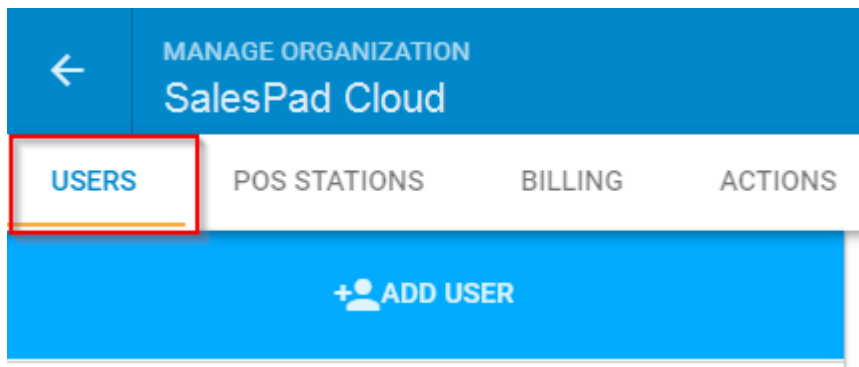 MANAGE ORGANIZATION
SalesPad Cloud
USERS POS STATIONS BILLING ACTIONS
ADD USER